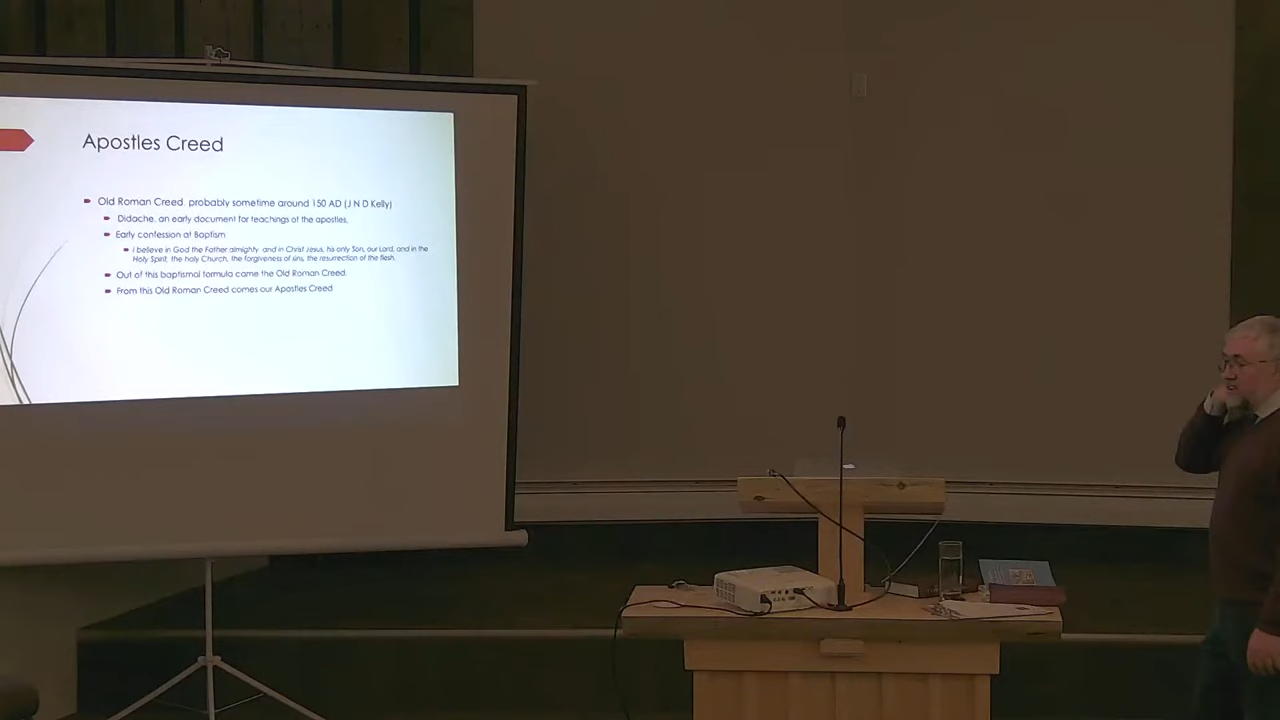 Apostles Creed
Old Roman Creed, probably sometime around 150 AD (J N D Kelly)
Didache, an early document for teachings of the apostles,
Early confession at Baptism
I believe in God the Father almighty and in Christ Jesus, his only Son, our Lord, and in the
Holy Spirit, the holy Church, the forgiveness of sins, the resurrection of the flesh.
Out of this baptismal formula came the Old Roman Creed.
From this Old Roman Creed comes our Apostles Creed